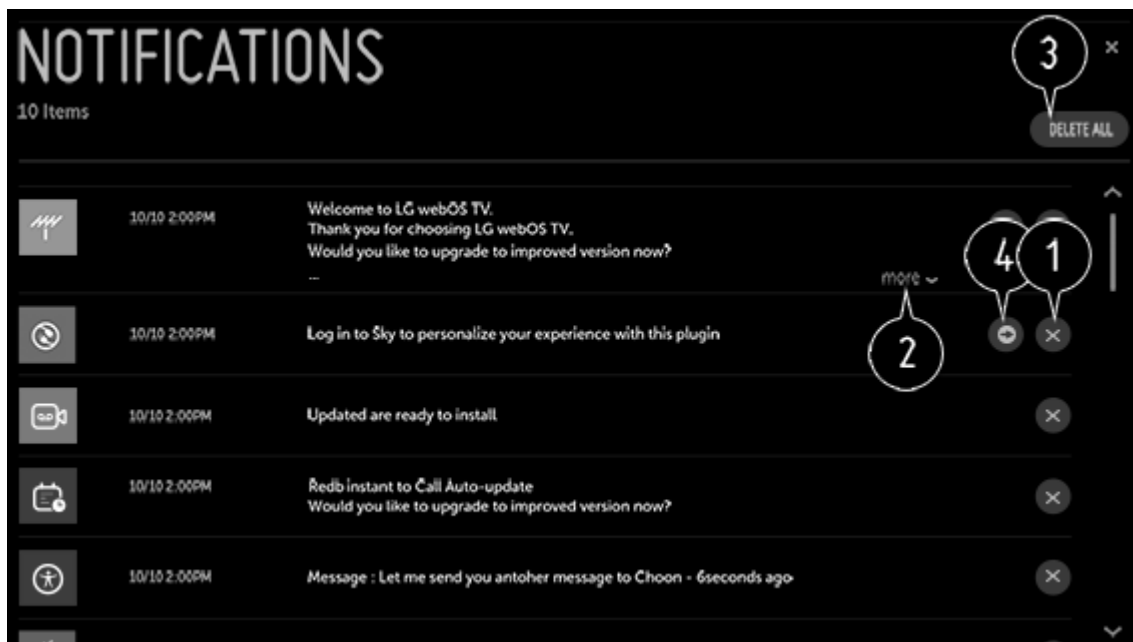 NOTIFICATIONS
10 Items
3
DELETE ALL
10/10 2:00PM
Welcome to LG webOS TV.
Thank you for choosing LG webOS TV.
Would you like to upgrade to improved version now?
...
more
4
1
2
10/10 2:00PM
Log in to Sky to personalize your experience with this plugin
10/10 2:00PM
Updated are ready to install
10/10 2:00PM
Redb instant to Call Auto-update
Would you like to upgrade to improved version now?
10/10 2:00PM
Message : Let me send you antoher message to Choon - 6seconds ago